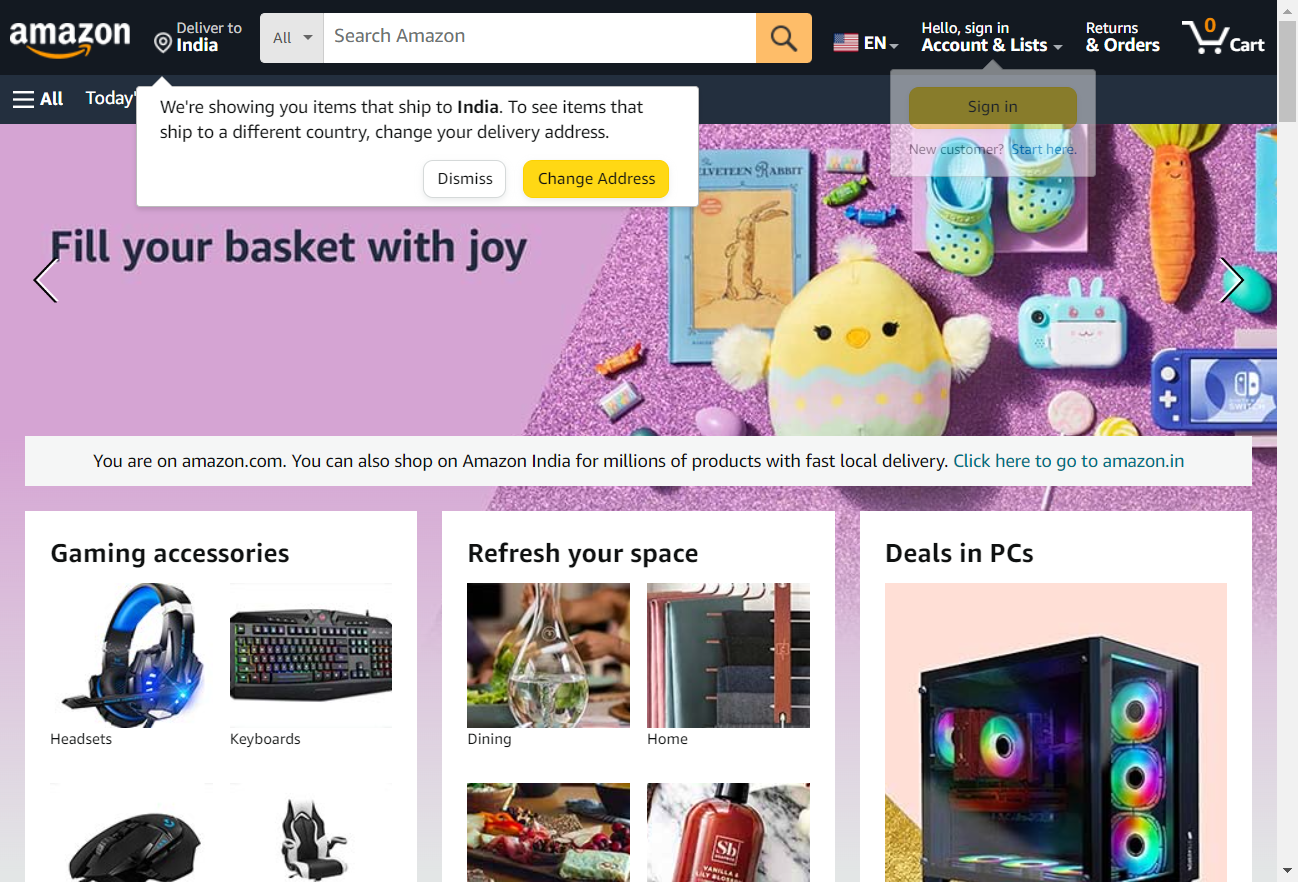 amazon
Deliver to
India
All
Search Amazon
EN
Hello, sign in
Account & Lists
Returns
& Orders
0
Cart
All
Today'
We're showing you items that ship to India. To see items that
ship to a different country, change your delivery address.
Dismiss
Change Address
Sign in
New customer? Start here.
The
VELVETEEN RABBIT
Fill your basket with joy
SWITCH
You are on amazon.com. You can also shop on Amazon India for millions of products with fast local delivery. Click here to go to amazon.in
Gaming accessories
Refresh your space
Deals in PCs
Headsets
Keyboards
Dining
Home
Sb
VANILLA &
LILY BLOSSOM